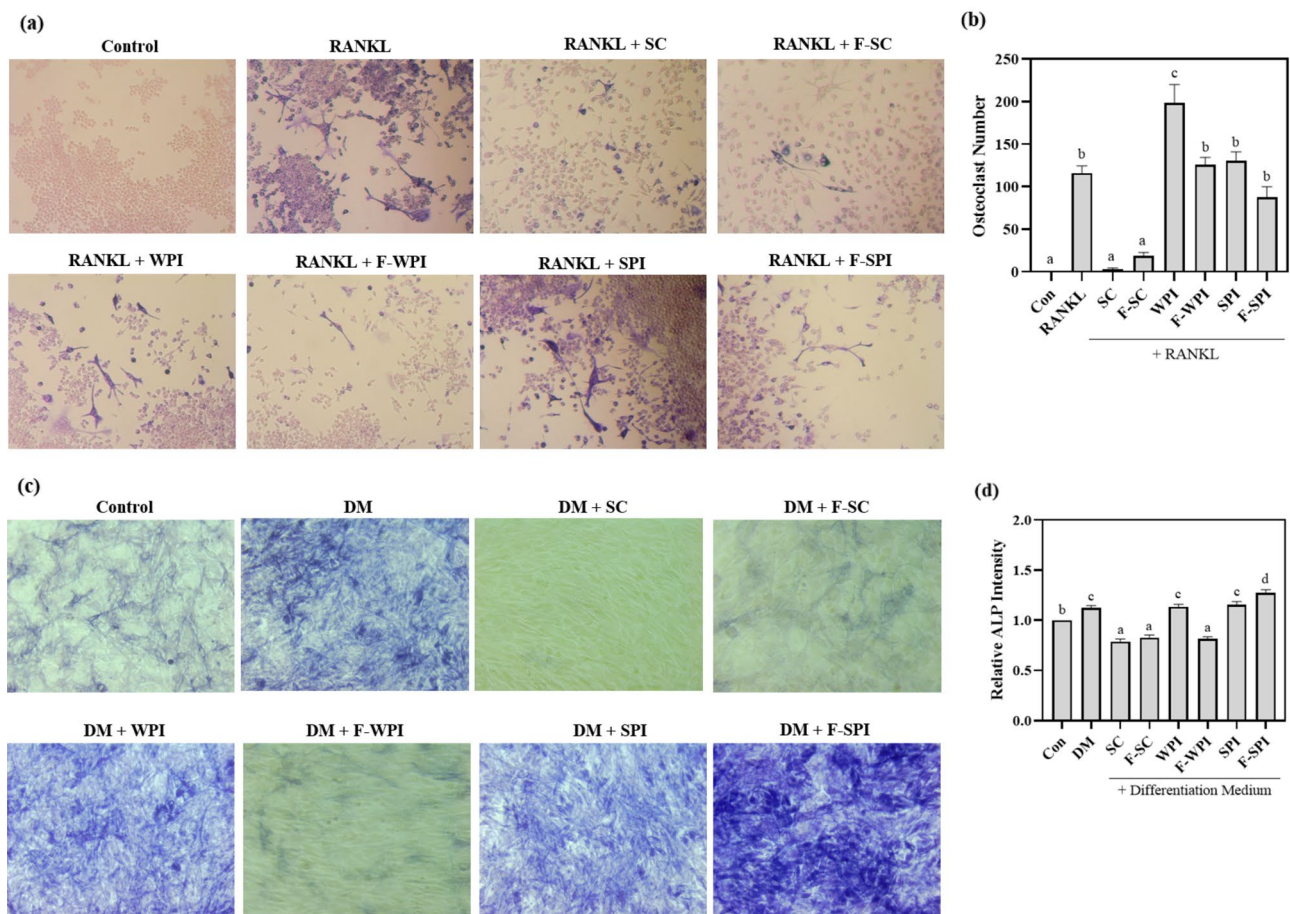 (a)
Control
RANKL
RANKL + SC
RANKL + F-SC
RANKL + WPI
RANKL + F-WPI
RANKL + SPI
RANKL + F-SPI
(b)
Osteoclast Number
250
200
150
100
50
0
a
b
a
a
c
b
b
b
Con
RANKL
SC
F-SC
WPI
F-WPI
SPI
F-SPI
+ RANKL
(c)
Control
DM
DM + SC
DM + F-SC
DM + WPI
DM + F-WPI
DM + SPI
DM + F-SPI
(d)
Relative ALP Intensity
2.0
1.5
1.0
0.5
0.0
b
c
a
a
c
a
c
d
Con
DM
SC
F-SC
WPI
F-WPI
SPI
F-SPI
+ Differentiation Medium